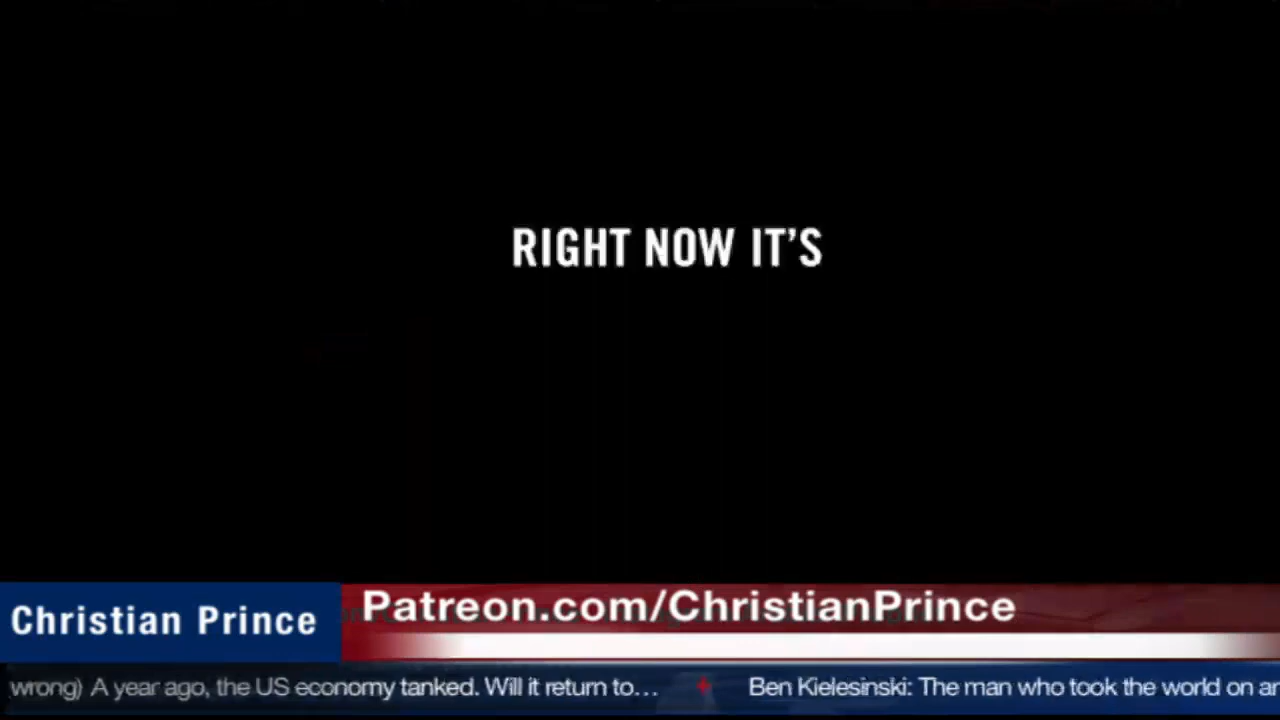 RIGHT NOW IT'S
Christian Prince
Patreon.com/ChristianPrince
wrong) A year ago, the US economy tanked. Will it return to… Ben Kielesinski: The man who took the world on